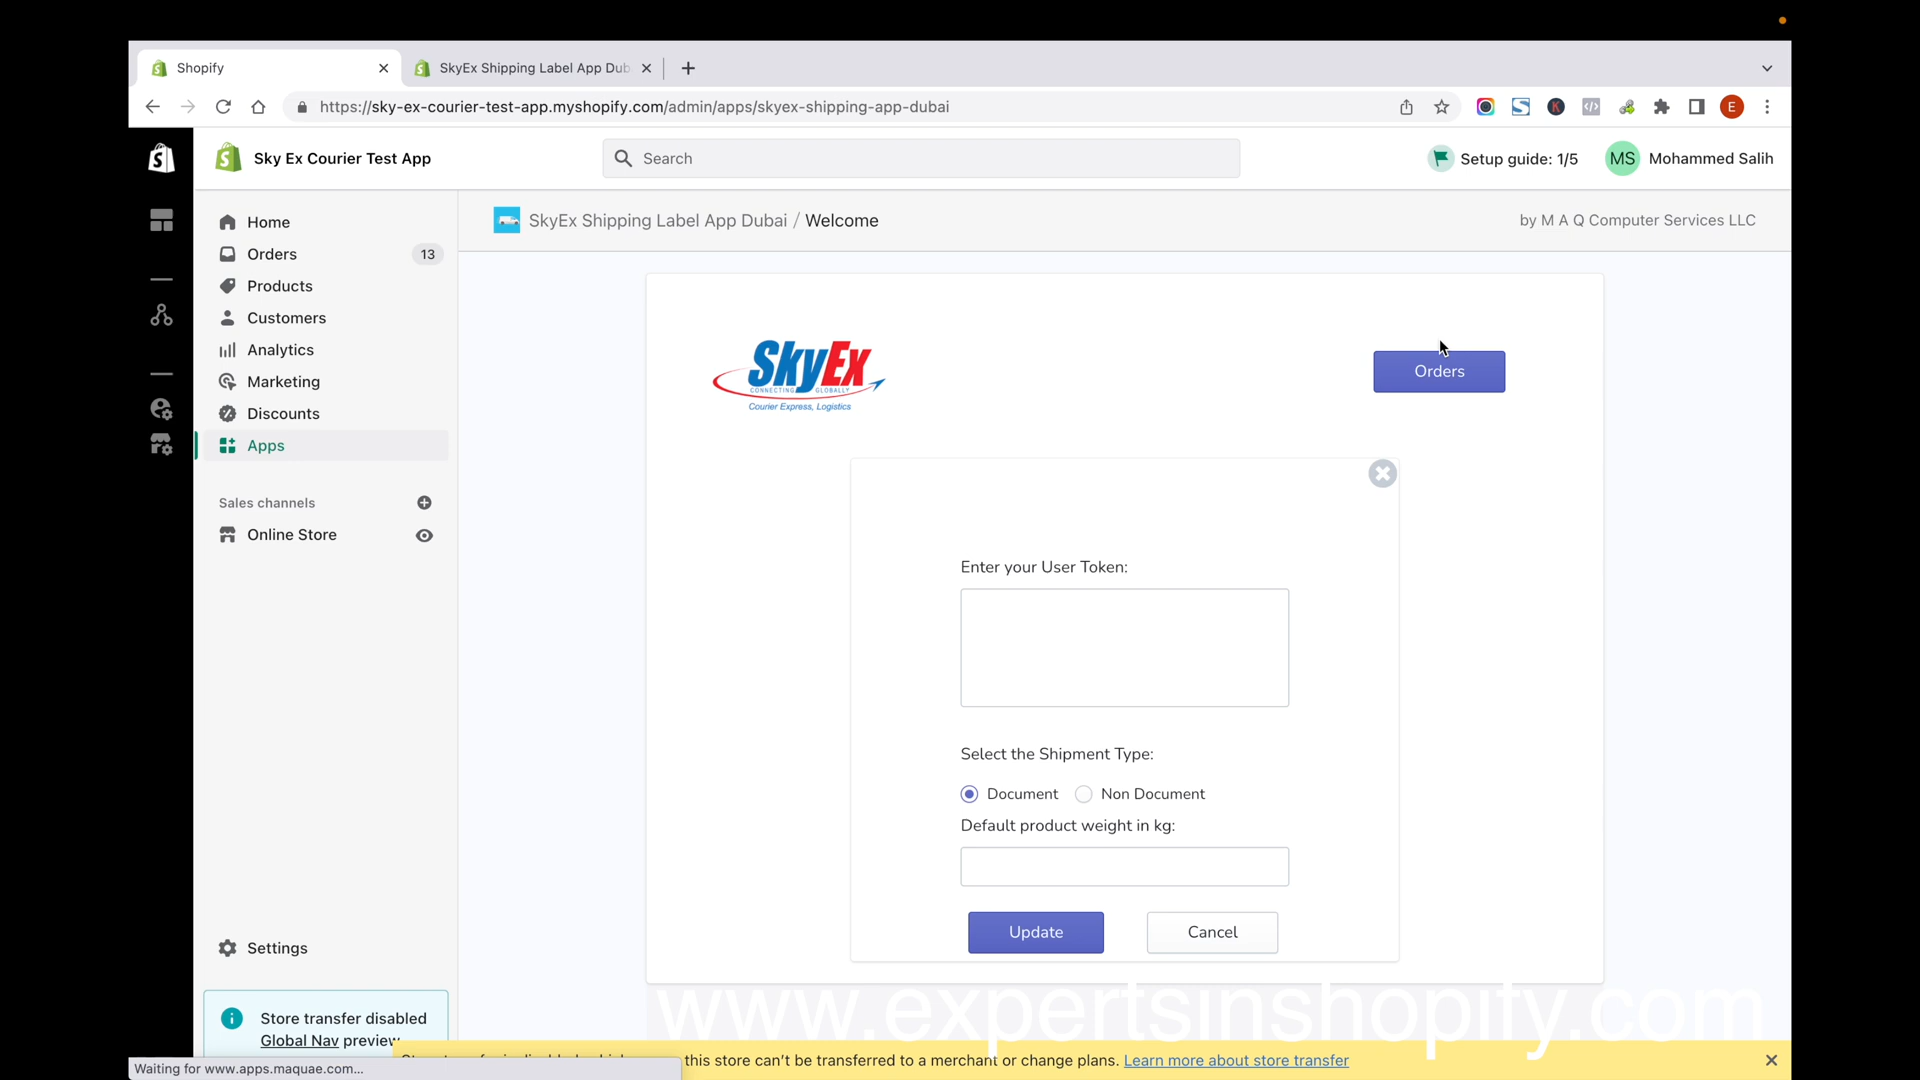 Shopify
SkyEx Shipping Label App Dub
https://sky-ex-courier-test-app.myshopify.com/admin/apps/skyex-shipping-app-dubai
K
E
Sky Ex Courier Test App
Search
Setup guide: 1/5
MS
Mohammed Salih
Home
Orders
13
Products
Customers
Analytics
Marketing
Discounts
Apps
Sales channels
Online Store
Settings
Store transfer disabled
Global Nav preview
SkyEx Shipping Label App Dubai / Welcome
by M A Q Computer Services LLC
SkyEx
CONNECTING GLOBALLY
Courier Express, Logistics
Orders
Enter your User Token:
Select the Shipment Type:
Document
Non Document
Default product weight in kg:
Update
Cancel
www.expertsinshopify.com
this store can't be transferred to a merchant or change plans. Learn more about store transfer
Waiting for www.apps.maquae.com...